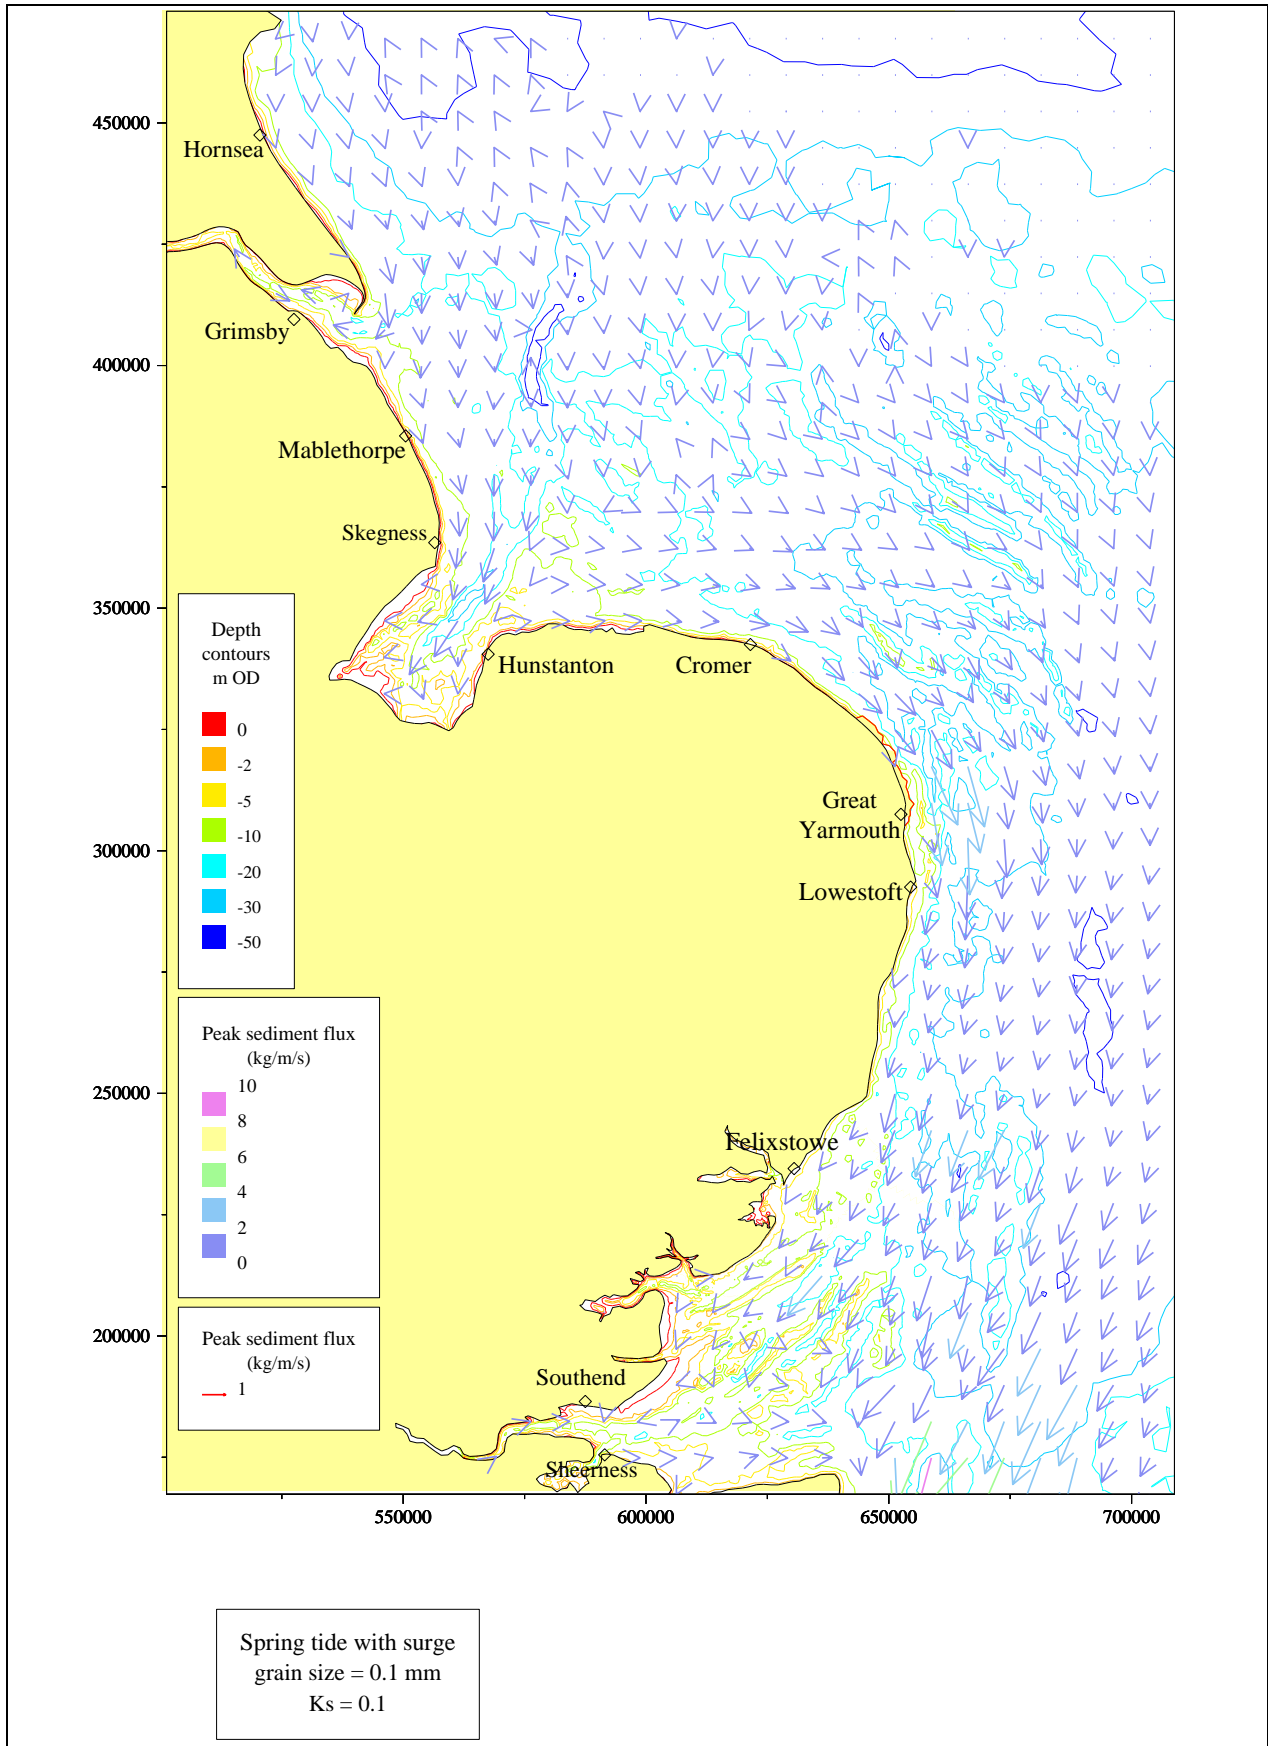 450000
Hornsea
Grimsby
400000
Mablethorpe
Skegness
350000
Hunstanton
Cromer
Depth
contours
m OD
0
-2
-5
-10
-20
-30
-50
Great
Yarmouth
300000
Lowestoft
Peak sediment flux
(kg/m/s)
10
8
6
4
2
0
250000
Felixstowe
200000
Peak sediment flux
(kg/m/s)
1
Southend
Sheerness
550000
600000
650000
700000
Spring tide with surge
grain size = 0.1 mm
Ks = 0.1